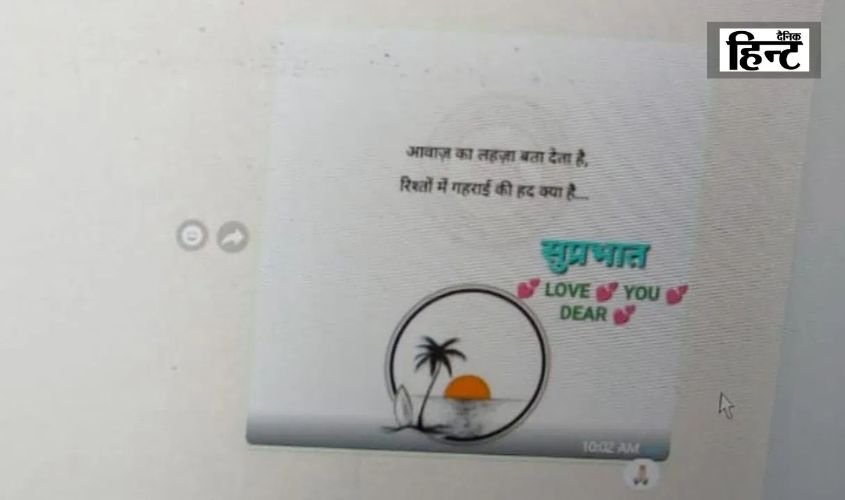 दैनिक
हिन्ट
आवाज़ का लहज़ा बता देता है,
रिश्तों में गहराई की हद क्या है...
सुप्रभात
LOVE YOU
DEAR
10:02 AM